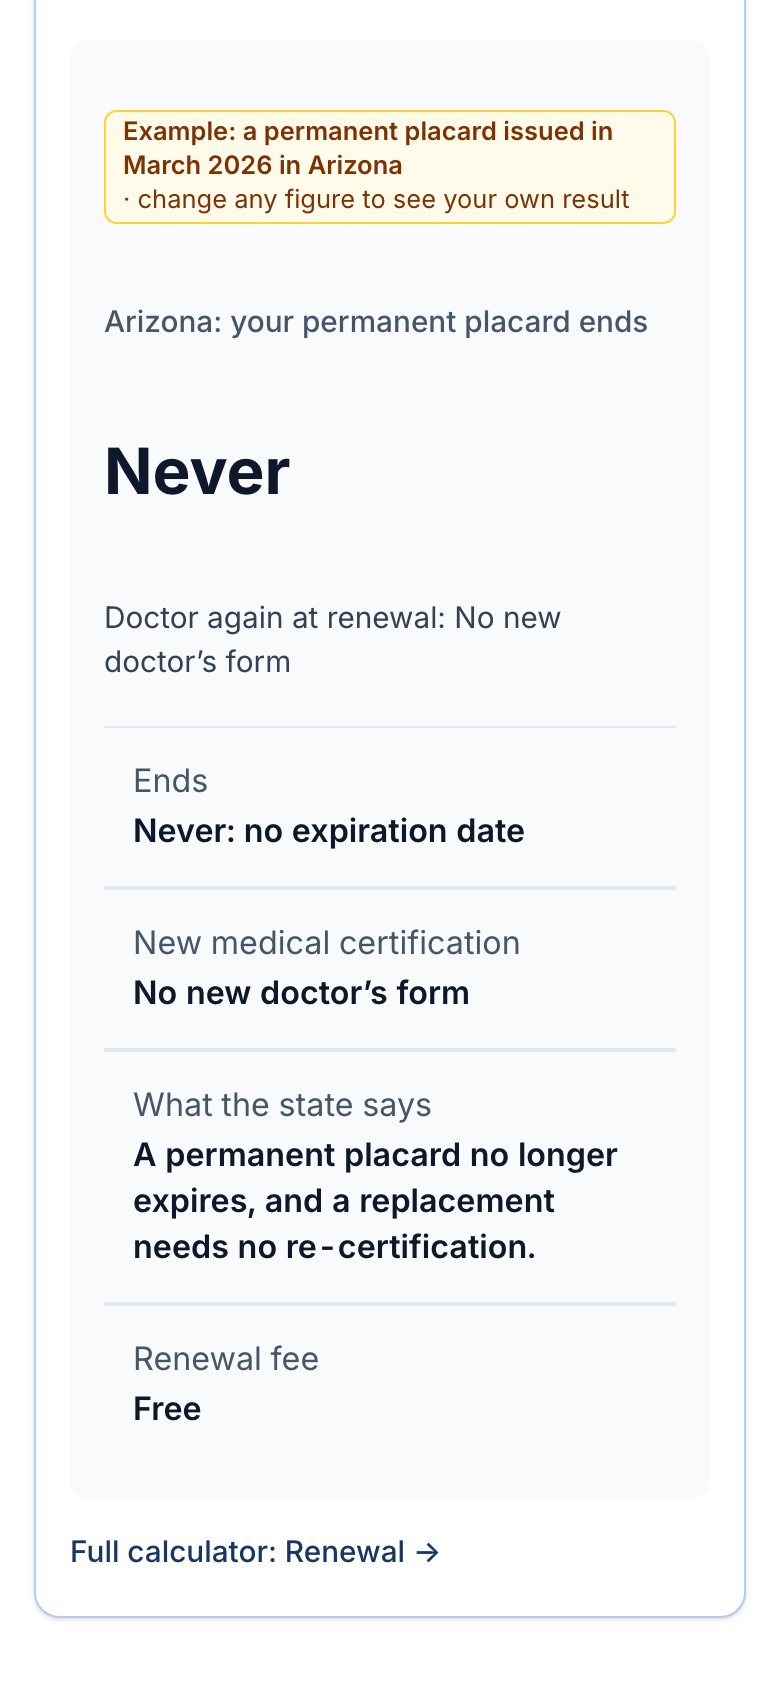 Example: a permanent placard issued in
March 2026 in Arizona
· change any figure to see your own result
Arizona: your permanent placard ends
Never
Doctor again at renewal: No new
doctor’s form
Ends
Never: no expiration date
New medical certification
No new doctor’s form
What the state says
A permanent placard no longer
expires, and a replacement
needs no re-certification.
Renewal fee
Free
Full calculator: Renewal →